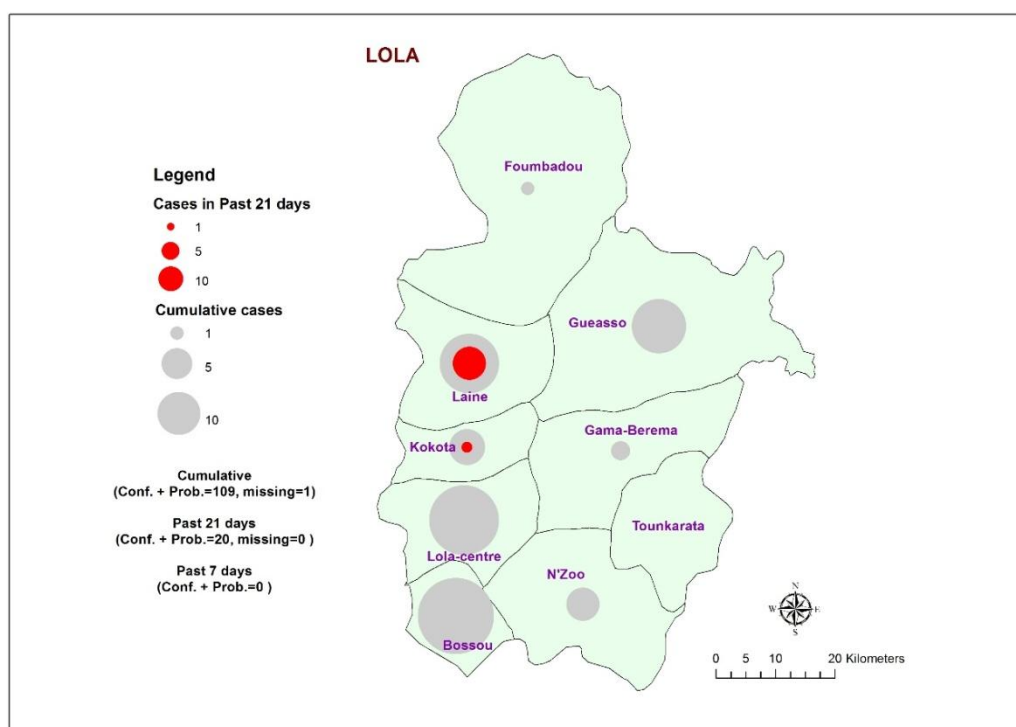 LOLA
Foumbadou
Legend
Cases in Past 21 days
1
5
10
Cumulative cases
1
5
10
Cumulative
(Conf. + Prob.=109, missing=1)
Past 21 days
(Conf. + Prob.=20, missing=0 )
Past 7 days
(Conf. + Prob.=0 )
Gueasso
Laine
Kokota
Gama-Berema
Tounkarata
Lola-centre
N'Zoo
Bossou
N
W E
S
0 5 10 20 Kilometers